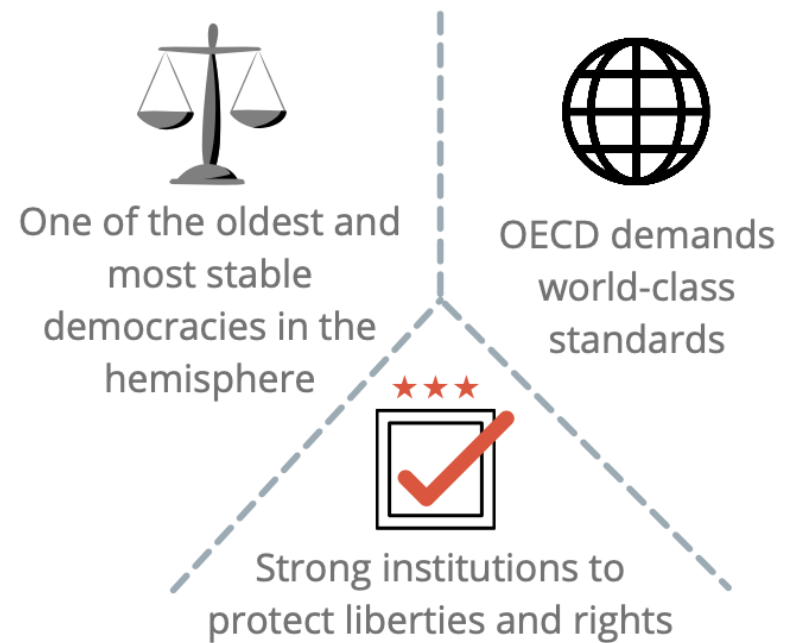 One of the oldest and
most stable
democracies in the
hemisphere
OECD demands
world-class
standards
Strong institutions to
protect liberties and rights